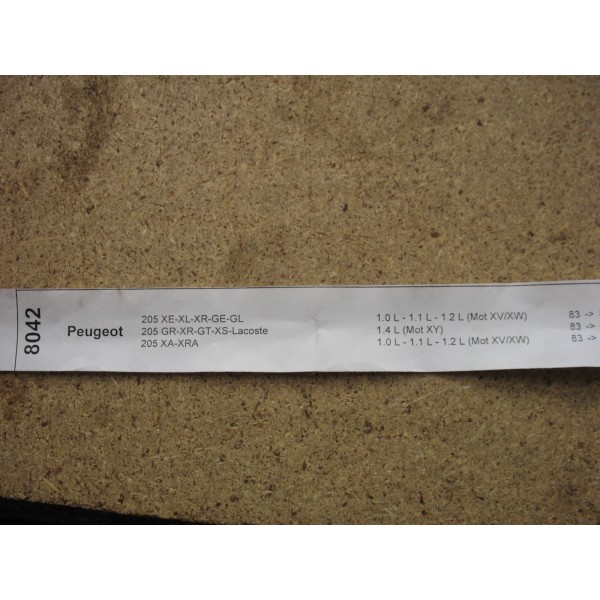 8042
205 XE-XL-XR-GE-GL 1.0 L - 1.1 L - 1.2 L (Mot XV/XW) 83 ->
Peugeot 205 GR-XR-GT-XS-Lacoste 1.4 L (Mot XY) 83 ->
205 XA-XRA 1.0 L - 1.1 L - 1.2 L (Mot XV/XW) 83 ->